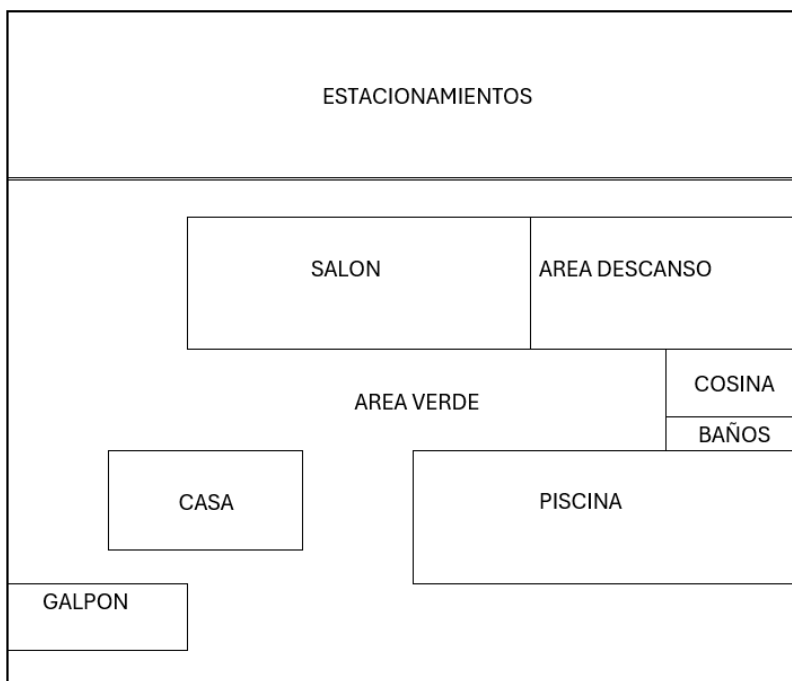 ESTACIONAMIENTOS
SALON
AREA DESCANSO
COSINA
AREA VERDE
BAÑOS
CASA
PISCINA
GALPON